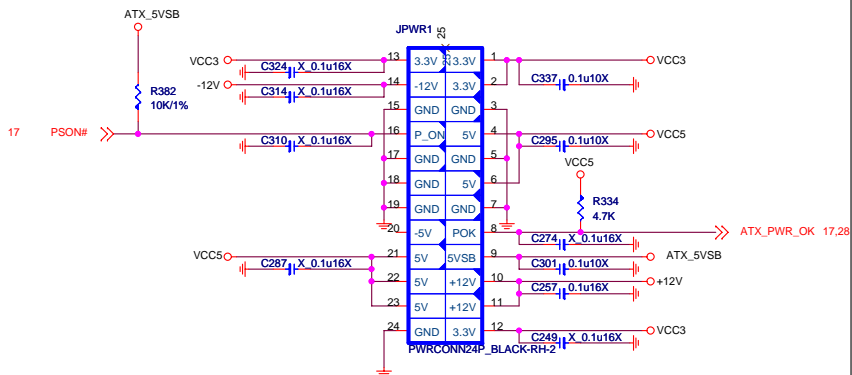 ATX_5VSB
JPWR1
25
25
VCC3
C324
X_0.1u16X
13
3.3V
3.3V
1
VCC3
-12V
C314
X_0.1u16X
14
-12V
3.3V
2
C337
0.1u10X
R382
10K/1%
15
GND
GND
3
17
PSON#
16
P_ON
5V
4
VCC5
C310
X_0.1u16X
C295
0.1u10X
17
GND
GND
5
VCC5
18
GND
5V
6
R334
4.7K
19
GND
GND
7
20
-5V
POK
8
ATX_PWR_OK
17,28
C274
X_0.1u16X
VCC5
21
5V
5VSB
9
ATX_5VSB
C287
X_0.1u16X
C301
0.1u10X
22
5V
+12V
10
+12V
C257
0.1u16X
23
5V
+12V
11
24
GND
3.3V
12
VCC3
C249
X_0.1u16X
PWRCONN24P_BLACK-RH-2